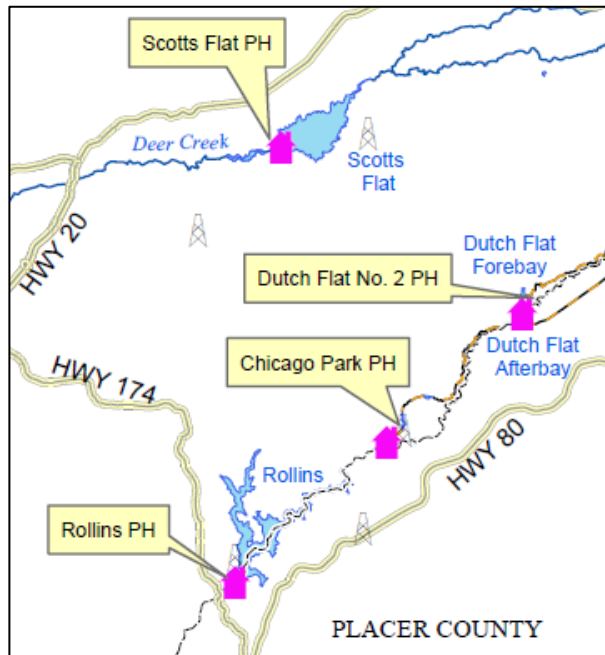 Scotts Flat PH
Deer Creek
Scotts
Flat
HWY 20
Dutch Flat
Forebay
Dutch Flat No. 2 PH
Dutch Flat
Afterbay
Chicago Park PH
HWY 174
HWY 80
Rollins
Rollins PH
PLACER COUNTY